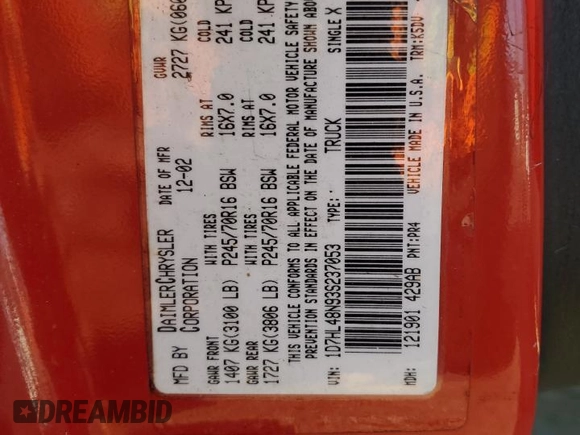 MFD BY DAIMLERCHRYSLER CORPORATION
DATE OF MFR 12-02
GVWR 2727 KG
GAWR FRONT 1407 KG(3100 LB)
WITH TIRES P245/70R16 BSW
RIMS AT 16X7.0
COLD 241 KP
GAWR REAR 1727 KG(3806 LB)
WITH TIRES P245/70R16 BSW
RIMS AT 16X7.0
COLD 241 KP
THIS VEHICLE CONFORMS TO ALL APPLICABLE FEDERAL MOTOR VEHICLE SAFETY
PREVENTION STANDARDS IN EFFECT ON THE DATE OF MANUFACTURE SHOWN ABO
VIN: 1D7HL48N93S237053 TYPE: TRUCK SINGLE X
MDH: 121901 429AB PNT:PR4 VEHICLE MADE IN U.S.A. TRM:K5DV
DREAMBID